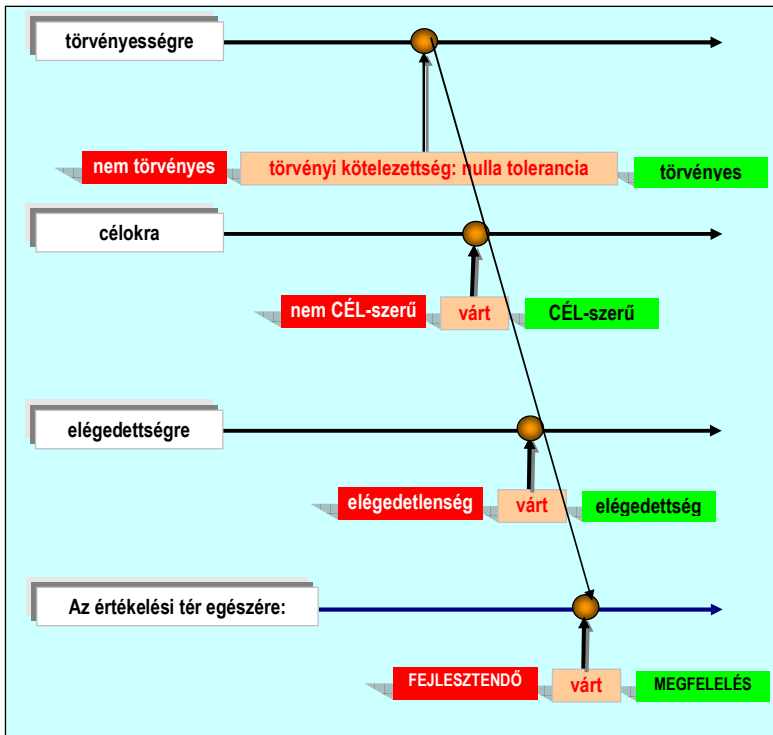 törvényességre
nem törvényes
törvényi kötelezettség: nulla tolerancia
törvényes
célokra
nem CÉL-szerű
várt
CÉL-szerű
elégedettségre
elégedetlenség
várt
elégedettség
Az értékelési tér egészére:
FEJLESZTENDŐ
várt
MEGFELELÉS